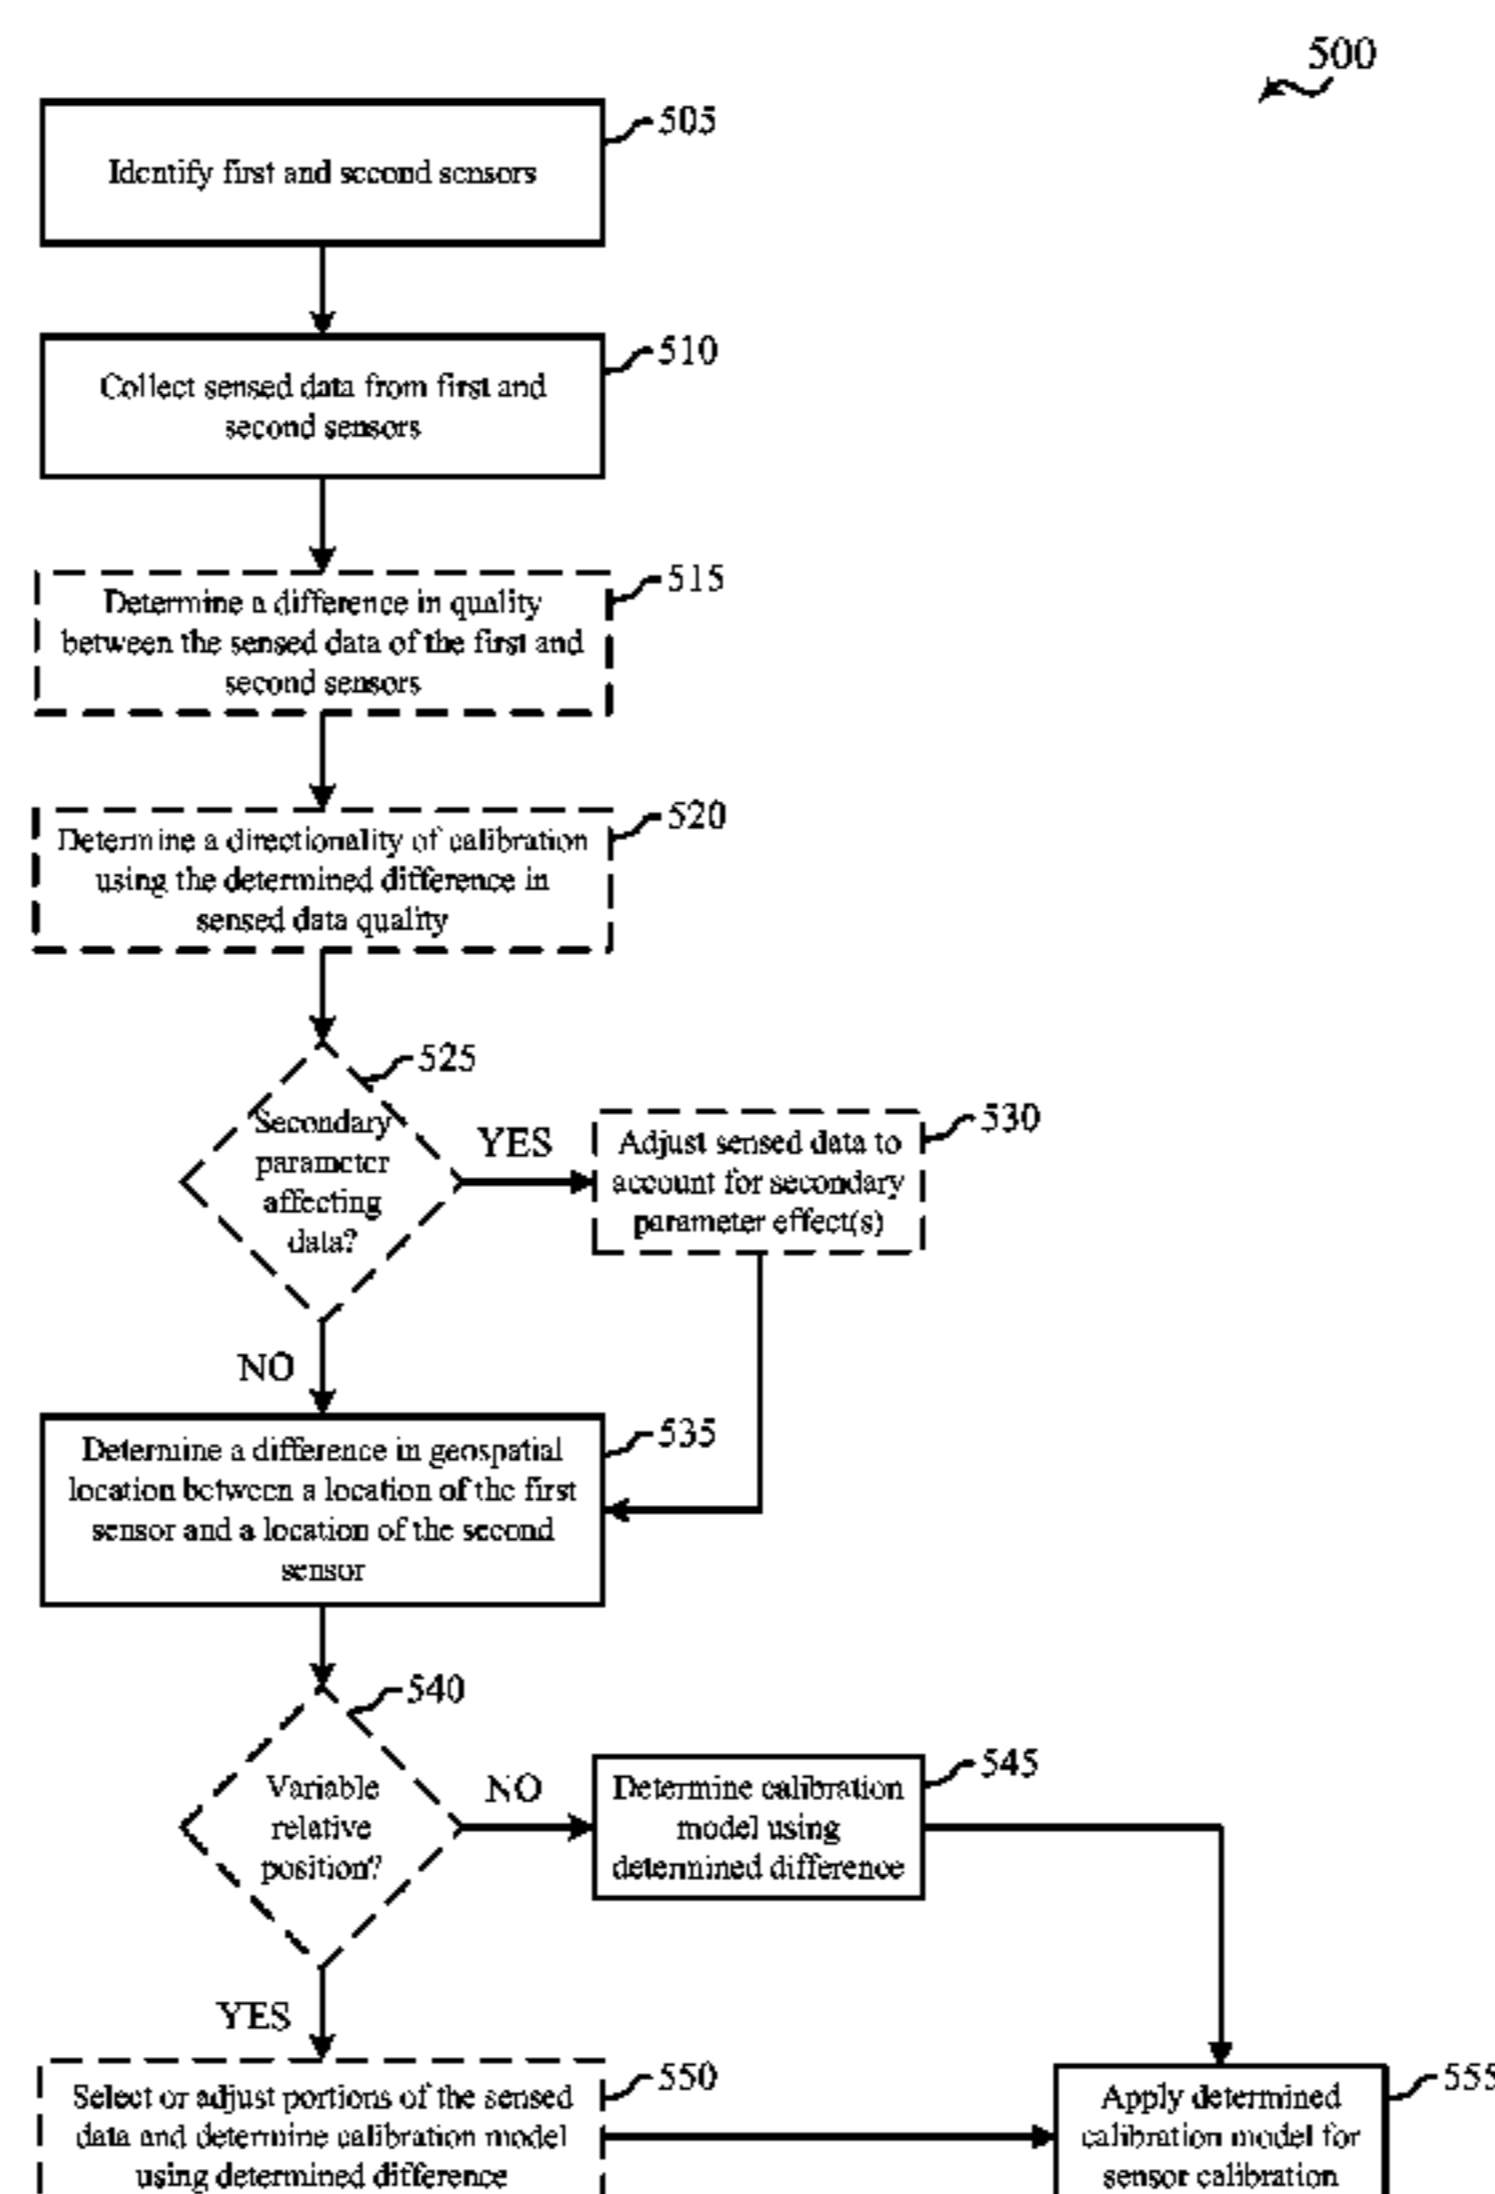 500
505
Identify first and second sensors
510
Collect sensed data from first and
second sensors
515
Determine a difference in quality
between the sensed data of the first and
second sensors
520
Determine a directionality of calibration
using the determined difference in
sensed data quality
525
Secondary
parameter
affecting
data?
YES
530
Adjust sensed data to
account for secondary
parameter effect(s)
NO
535
Determine a difference in geospatial
location between a location of the first
sensor and a location of the second
sensor
540
Variable
relative
position?
NO
545
Determine calibration
model using
determined difference
YES
550
Select or adjust portions of the sensed
data and determine calibration model
using determined difference
555
Apply determined
calibration model for
sensor calibration